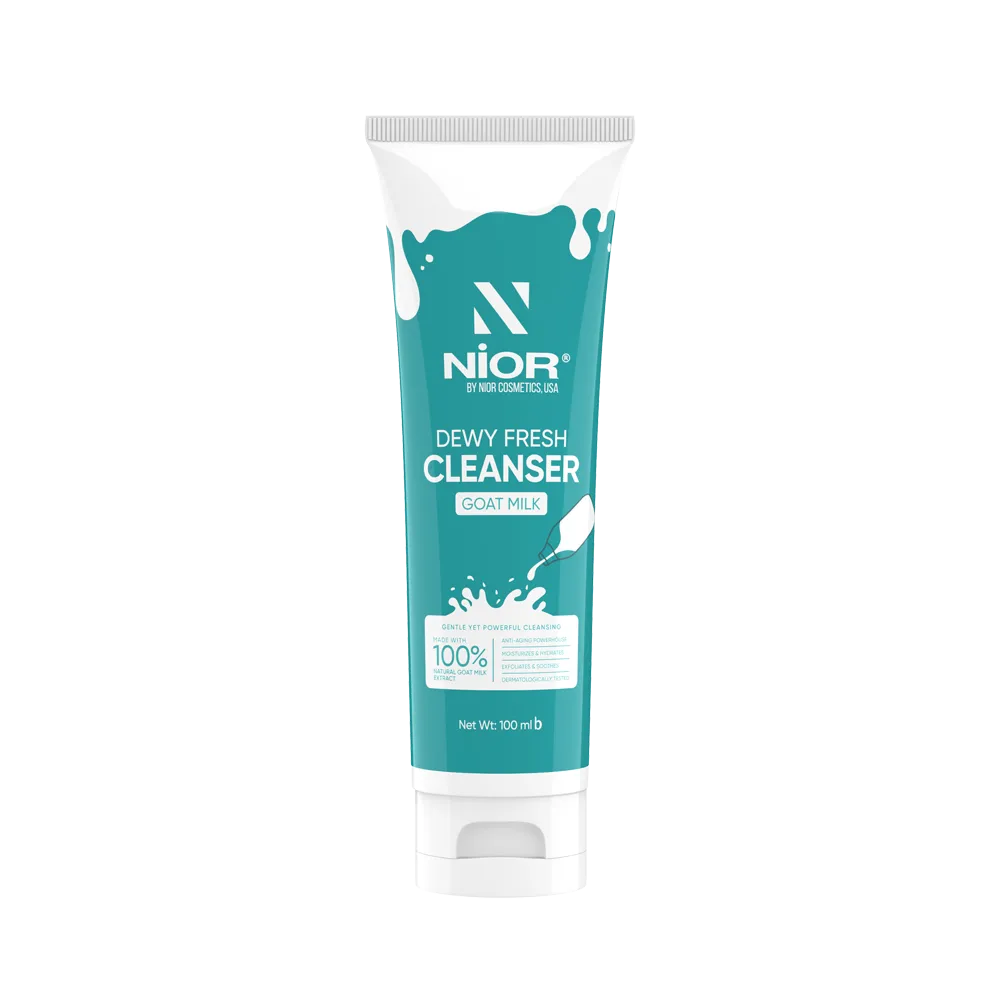 N
NiOR®
BY NIOR COSMETICS, USA
DEWY FRESH
CLEANSER
GOAT MILK
GENTLE YET POWERFUL CLEANSING
MADE WITH
100%
NATURAL GOAT MILK
EXTRACT
ANTI-AGING POWERHOUSE
MOISTURIZES & HYDRATES
EXFOLIATES & SOOTHES
DERMATOLOGICALLY TESTED
Net Wt: 100 ml b